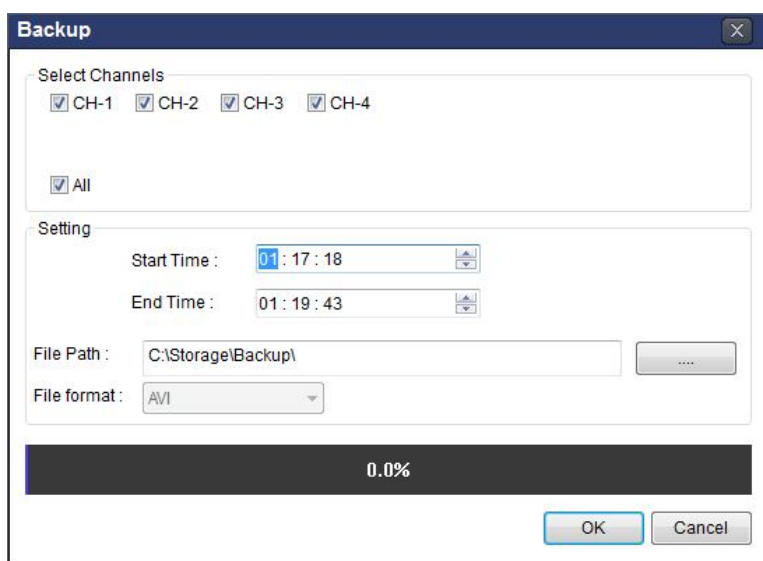 Backup
Select Channels
CH-1 CH-2 CH-3 CH-4
All
Setting
Start Time : 01 : 17 : 18
End Time : 01 : 19 : 43
File Path : C:\Storage\Backup\ ....
File format : AVI
0.0%
OK Cancel